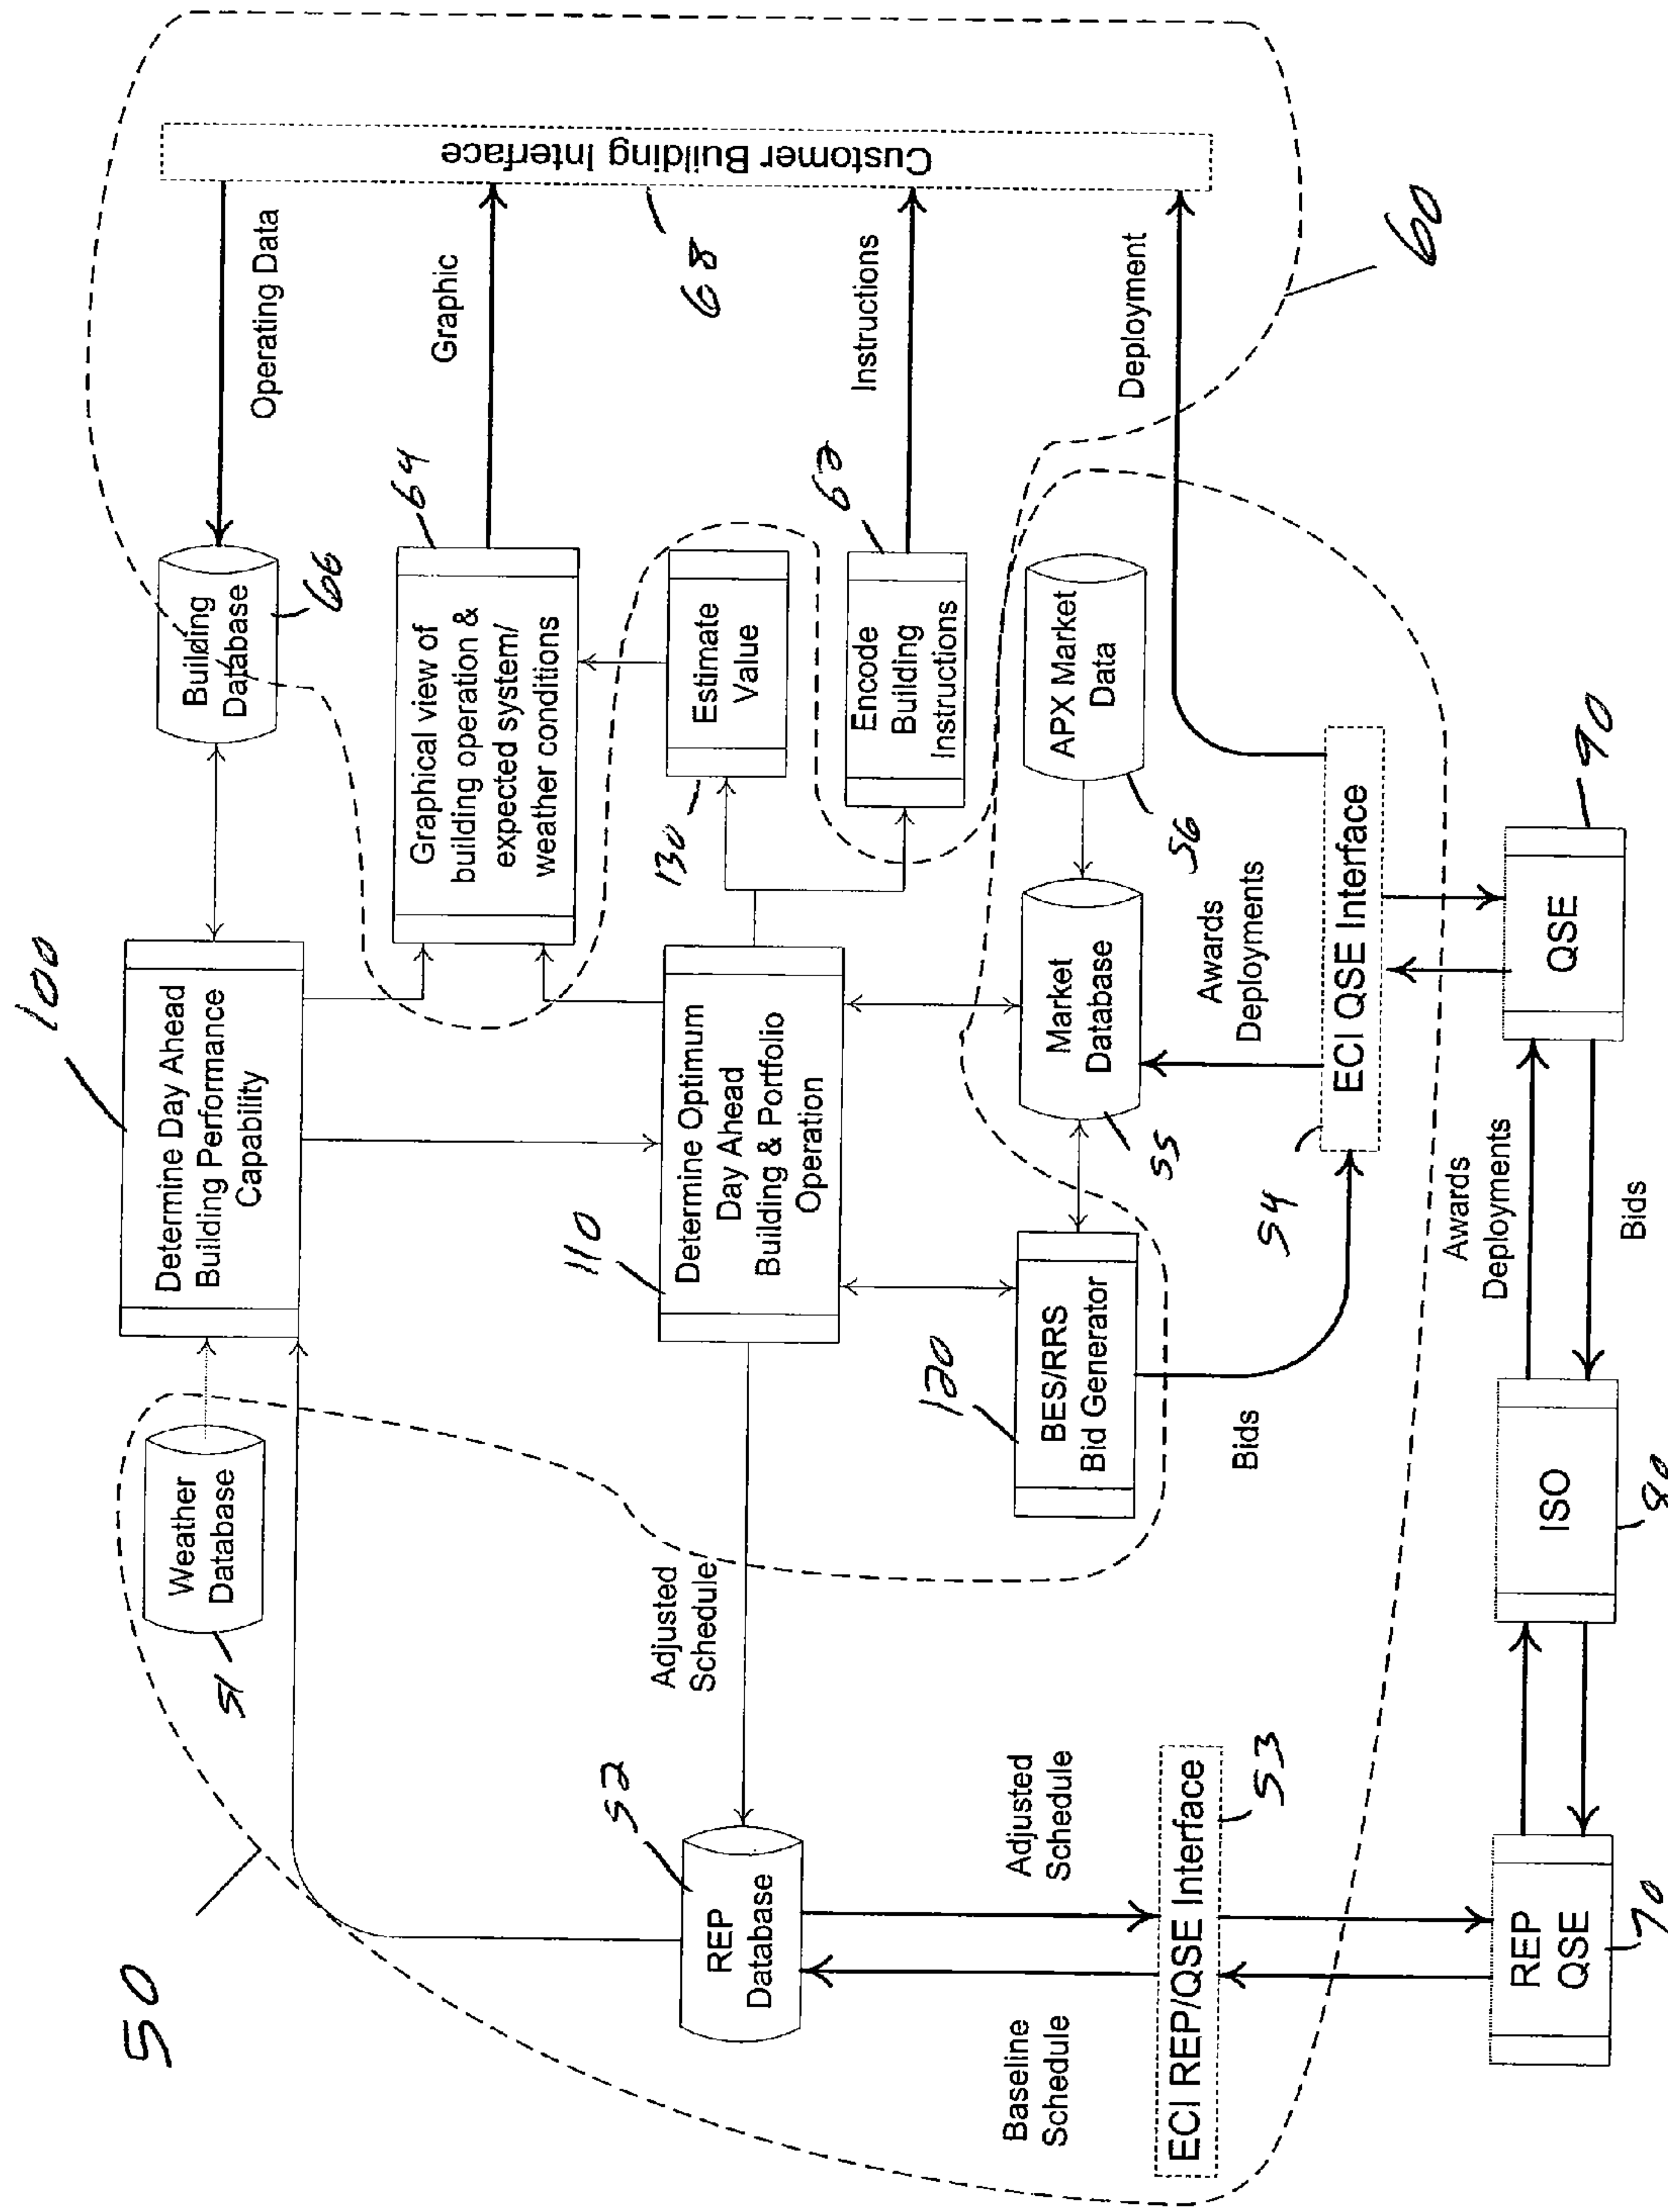 50
100
Weather
Database
51
Determine Day Ahead
Building Performance
Capability
Building
Database
66
Operating Data
Graphical view of
building operation &
expected system/
weather conditions
64
Graphic
Customer Building Interface
68
REP
Database
52
Adjusted
Schedule
110
Determine Optimum
Day Ahead
Building & Portfolio
Operation
Estimate
Value
130
Encode
Building
Instructions
62
Instructions
BES/RRS
Bid Generator
120
Market
Database
55
APX Market
Data
56
Deployment
60
Baseline
Schedule
Adjusted
Schedule
Bids
Awards
Deployments
ECI REP/QSE Interface
53
ECI QSE Interface
54
REP
QSE
70
ISO
80
Awards
Deployments
Bids
QSE
90